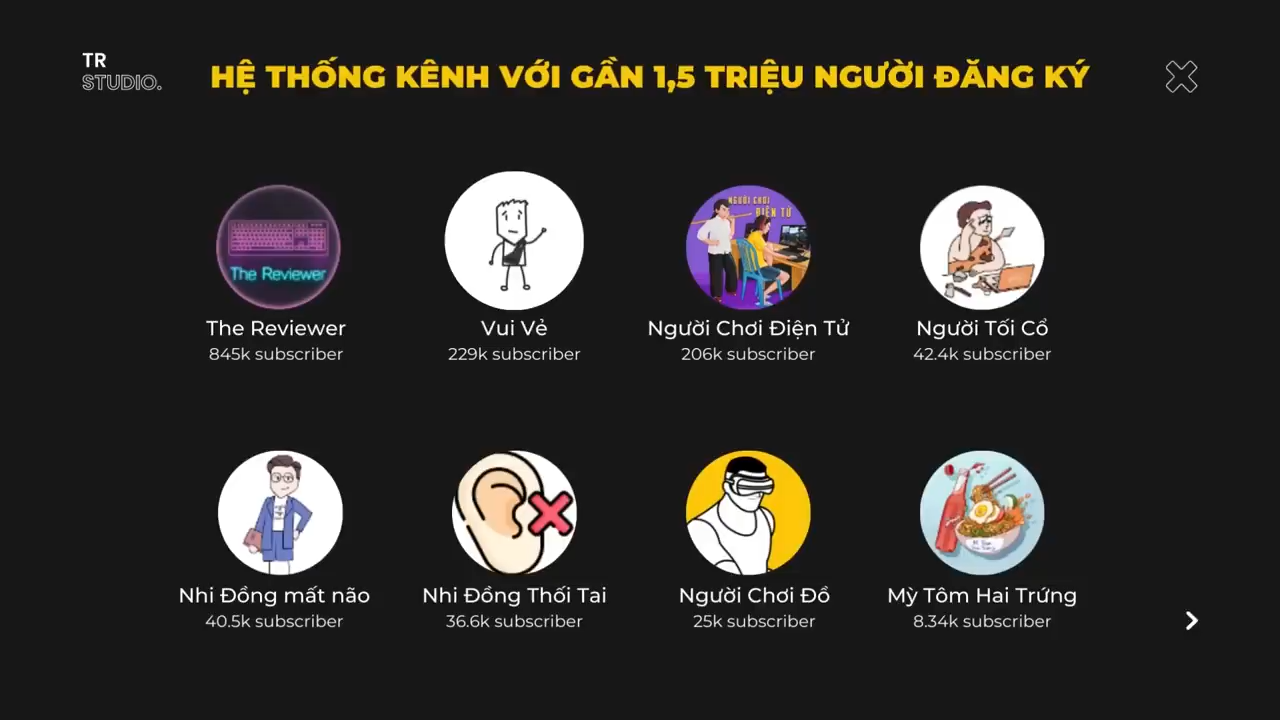 TR
STUDIO.
HỆ THỐNG KÊNH VỚI GẦN 1,5 TRIỆU NGƯỜI ĐĂNG KÝ
The Reviewer
NGƯỜI CHƠI
ĐIỆN TỬ
The Reviewer
Vui Vẻ
Người Chơi Điện Tử
Người Tối Cổ
845k subscriber
229k subscriber
206k subscriber
42.4k subscriber
Nhi Đồng mất não
Nhi Đồng Thối Tai
Người Chơi Đồ
Mỳ Tôm Hai Trứng
40.5k subscriber
36.6k subscriber
25k subscriber
8.34k subscriber